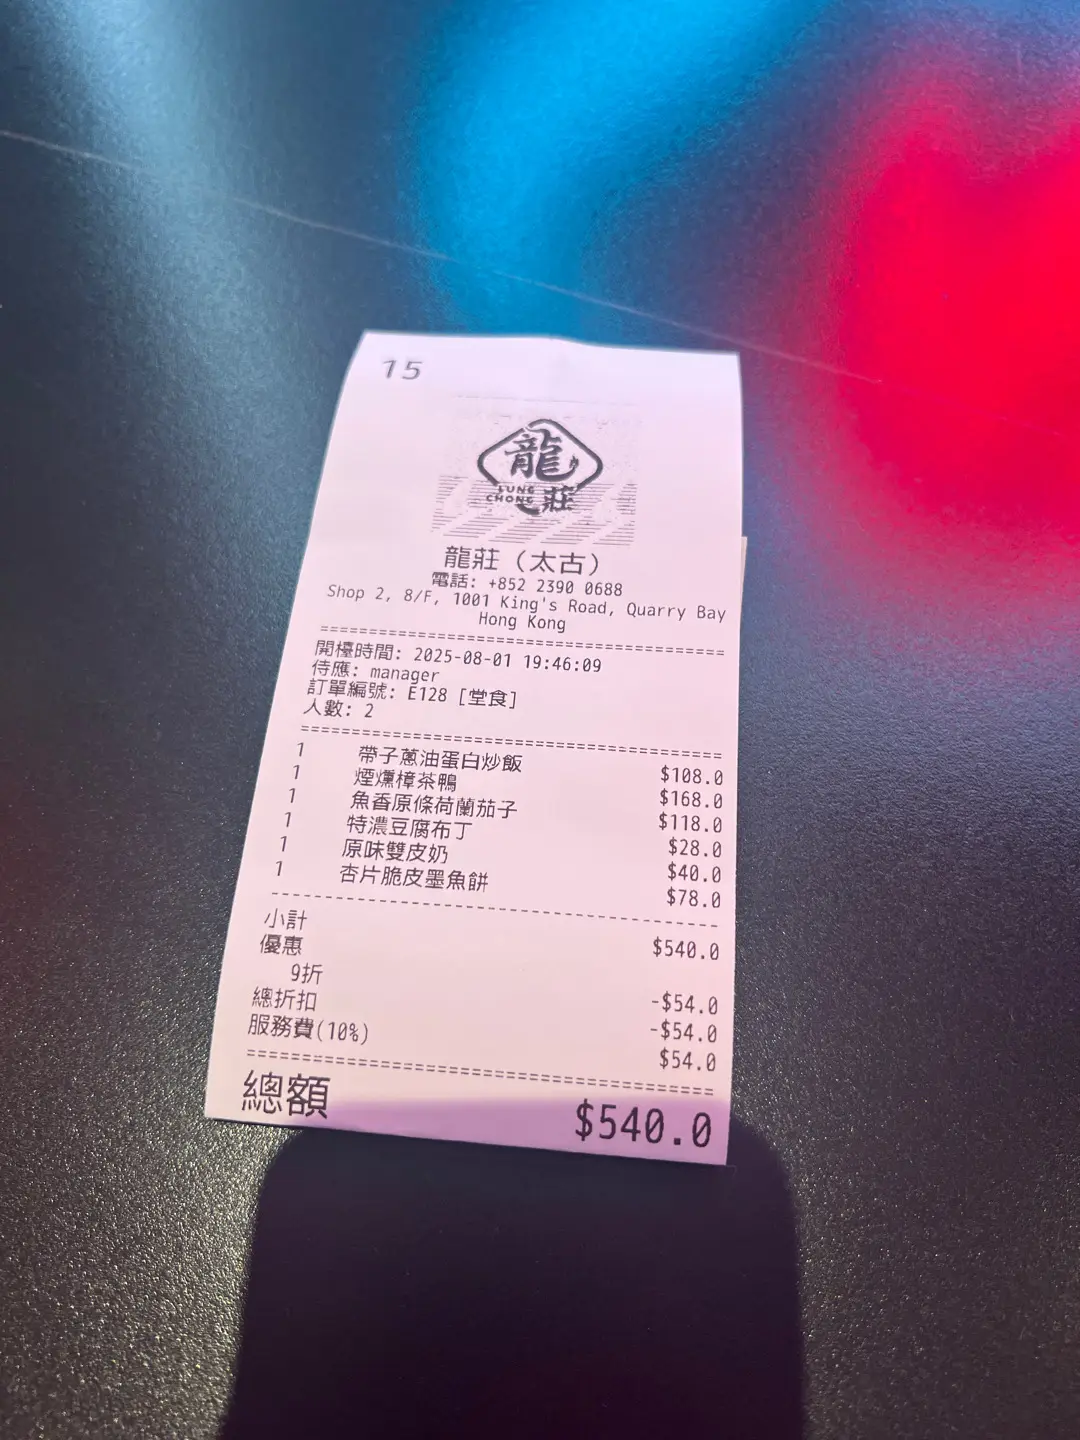 15
龍
LUNG
CHONG 莊
龍莊（太古）
電話: +852 2390 0688
Shop 2, 8/F, 1001 King's Road, Quarry Bay
Hong Kong
開檯時間: 2025-08-01 19:46:09
侍應: manager
訂單編號: E128 [堂食]
人數: 2
1 帶子蔥油蛋白炒飯 $108.0
1 煙燻樟茶鴨 $168.0
1 魚香原條荷蘭茄子 $118.0
1 特濃豆腐布丁 $28.0
1 原味雙皮奶 $40.0
1 杏片脆皮墨魚餅 $78.0
小計 $540.0
優惠
9折 -$54.0
總折扣 -$54.0
服務費(10%) $54.0
總額 $540.0